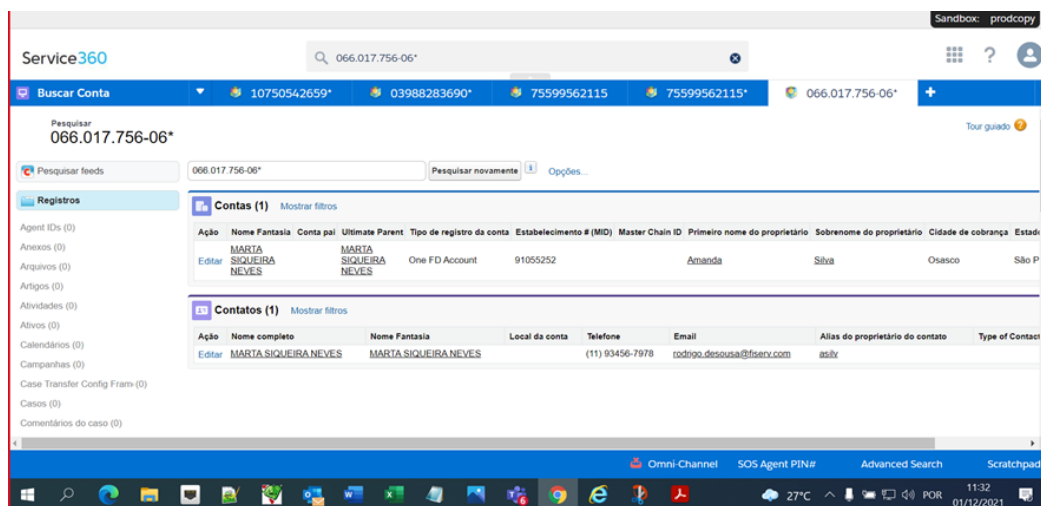 Sandbox: prodcopy
Service360
066.017.756-06*
?
Buscar Conta
10750542659*
03988283690*
75599562115
75599562115*
066.017.756-06*
+
Pesquisar
066.017.756-06*
Tour guiado ?
Pesquisar feeds
066.017.756-06*
Pesquisar novamente
i
Opções...
Registros
Contas (1) Mostrar filtros
Agent IDs (0)
Ação Nome Fantasia Conta pai Ultimate Parent Tipo de registro da conta Estabelecimento # (MID) Master Chain ID Primeiro nome do proprietário Sobrenome do proprietário Cidade de cobrança Estado
Anexos (0)
Editar MARTA SIQUEIRA NEVES MARTA SIQUEIRA NEVES One FD Account 91055252 Amanda Silva Osasco São P
Arquivos (0)
Artigos (0)
Atividades (0)
Contatos (1) Mostrar filtros
Ativos (0)
Ação Nome completo Nome Fantasia Local da conta Telefone Email Alias do proprietário do contato Type of Contact
Calendários (0)
Editar MARTA SIQUEIRA NEVES MARTA SIQUEIRA NEVES (11) 93456-7978 rodrigo.desousa@fiserv.com asilv
Campanhas (0)
Case Transfer Config Fram (0)
Casos (0)
Comentários do caso (0)
Omni-Channel SOS Agent PIN# Advanced Search Scratchpad
27°C POR 11:32
01/12/2021